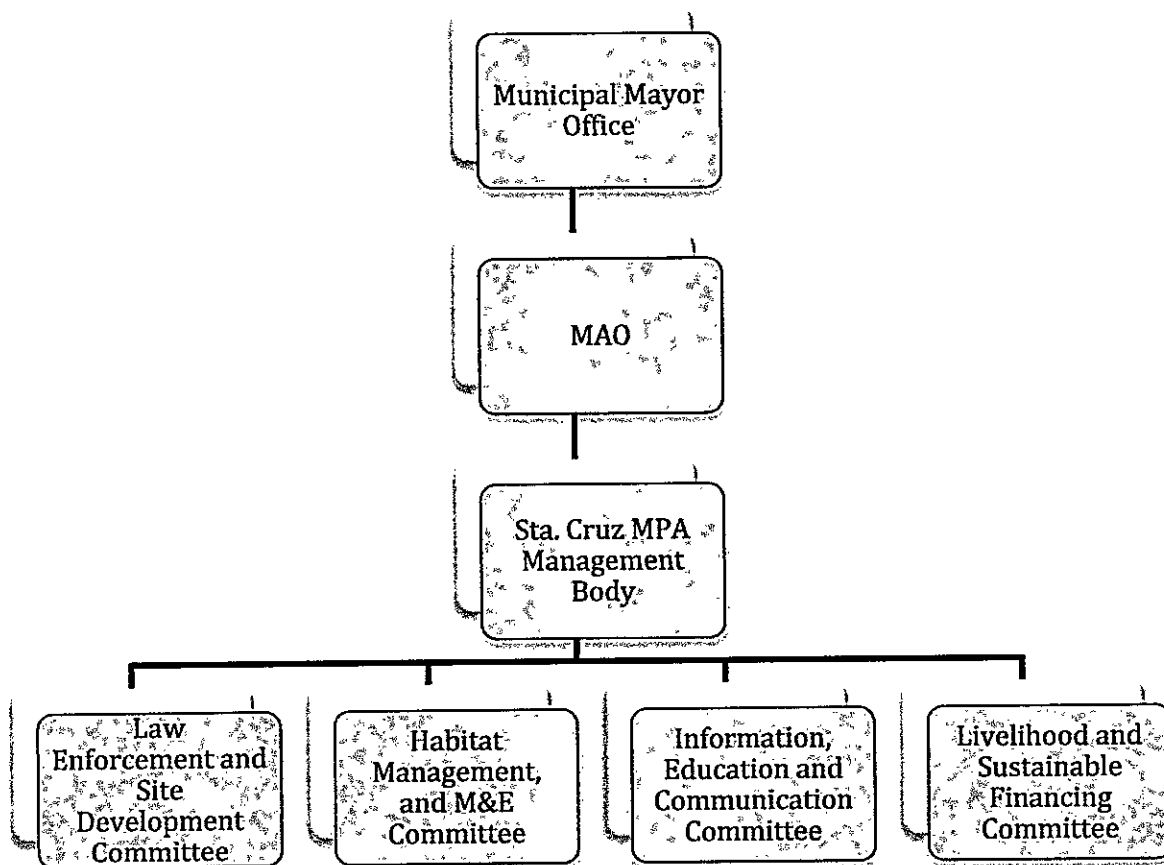 Municipal Mayor
Office
MAO
Sta. Cruz MPA
Management
Body
Law
Enforcement and
Site
Development
Committee
Habitat
Management,
and M&E
Committee
Information,
Education and
Communication
Committee
Livelihood and
Sustainable
Financing
Committee